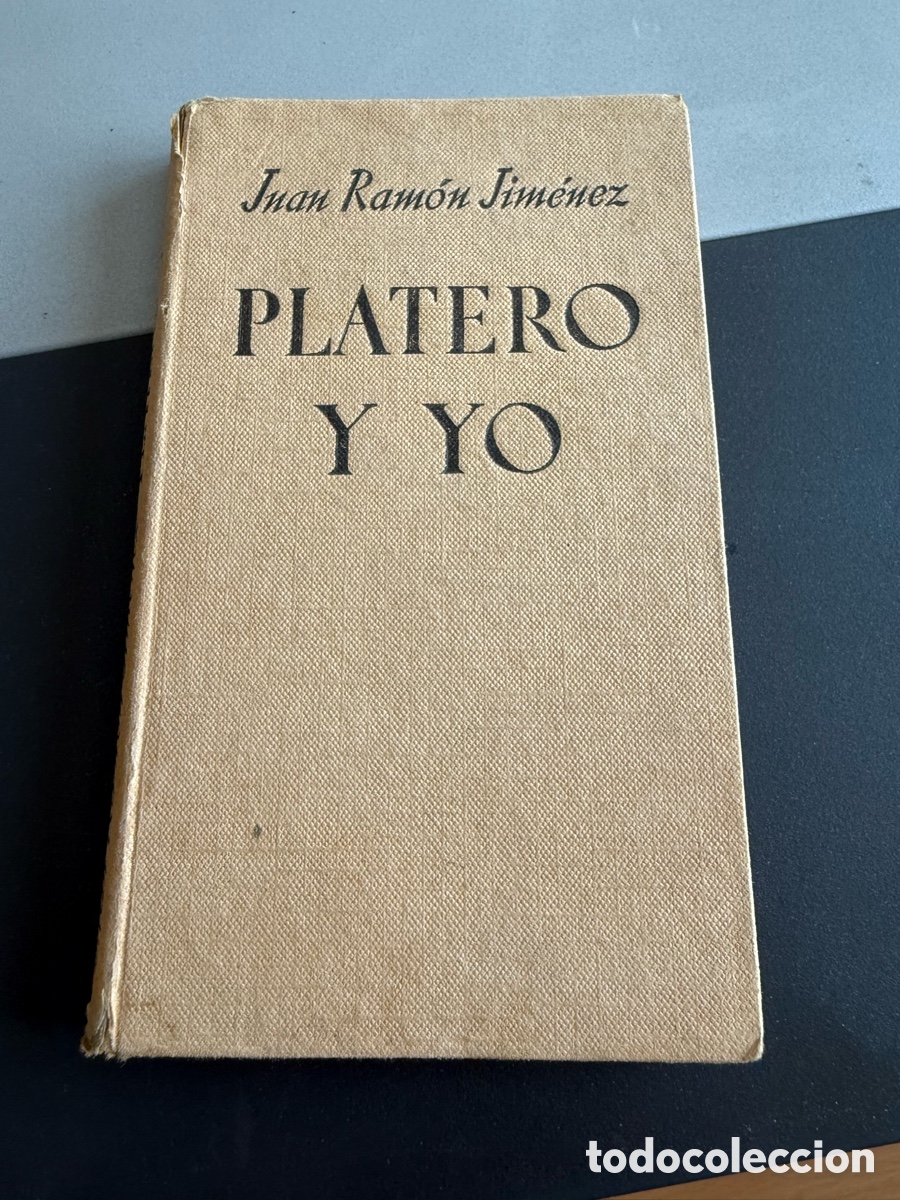 Juan Ramón Jiménez
PLATERO
Y YO
todocoleccion